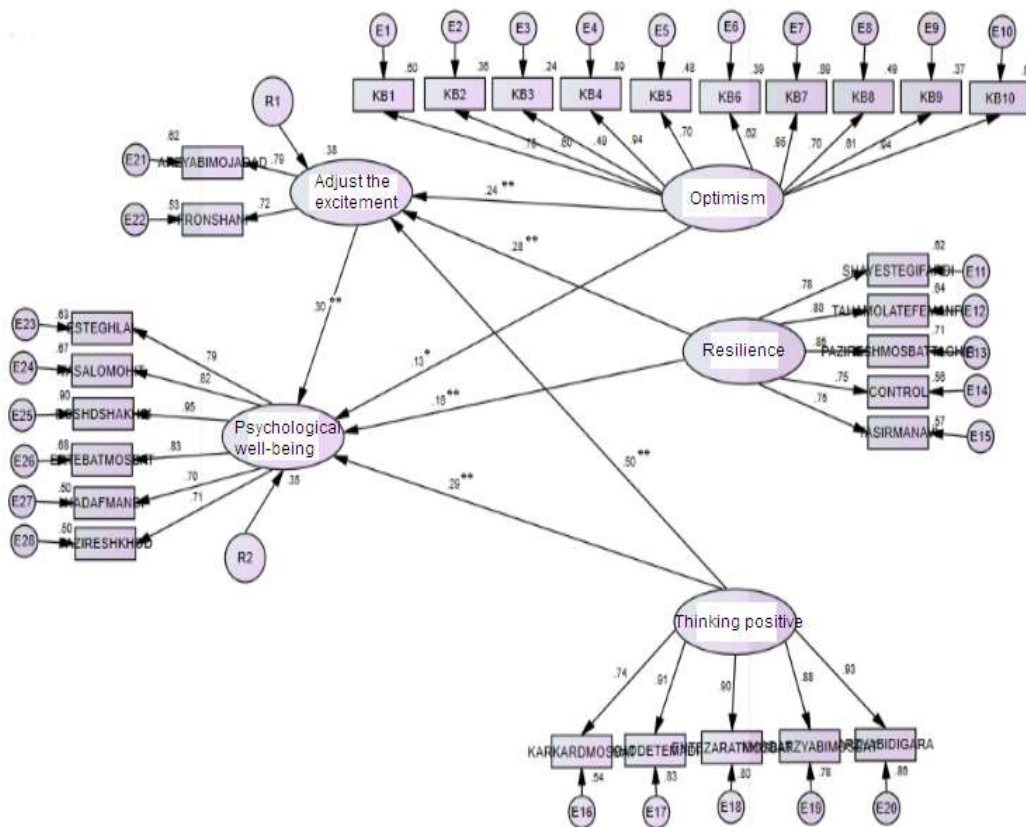 E1 E2 E3 E4 E5 E6 E7 E8 E9 E10
.60 .36 .24 .89 .48 .39 .89 .49 .37
KB1 KB2 KB3 KB4 KB5 KB6 KB7 KB8 KB9 KB10
R1
.78 .60 .49 .94 .70 .62 .95 .70 .61 .94
.62
E21
.79
.38
Adjust the
excitement
.24 **
Optimism
.53
E22
.72
.28 **
.62
E11
.78
.64
E12
.30 **
.63
E23
.71
Resilience
E13
.79
.67
E24
.82
.13 *
.75
CONTROL
.56
E14
.90
E25
.95
.18 **
.75
.57
E15
Psychological
well-being
.68
E26
.83
.50 **
.29 **
.50
E27
.70
.35
.71
.50
E28
R2
Thinking positive
.74 .91 .90 .88 .93
.54 .83 .80 .78 .86
E16 E17 E18 E19 E20